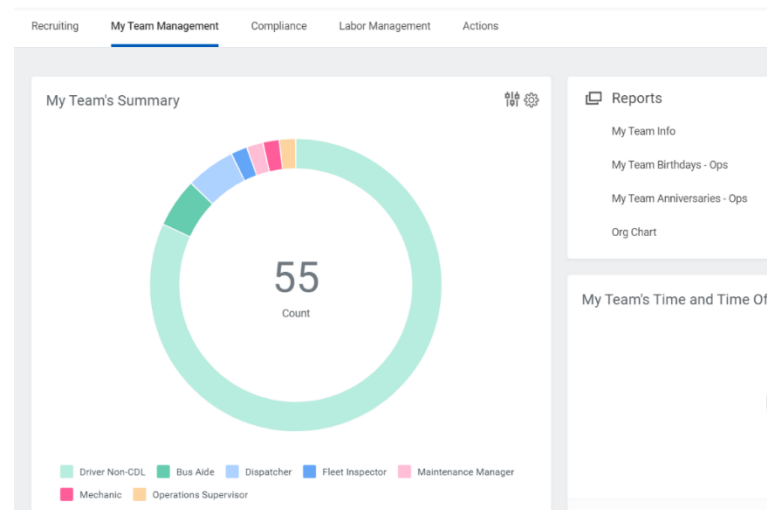 Recruiting My Team Management Compliance Labor Management Actions
My Team's Summary
55
Count
Driver Non-CDL Bus Aide Dispatcher Fleet Inspector Maintenance Manager
Mechanic Operations Supervisor
Reports
My Team Info
My Team Birthdays - Ops
My Team Anniversaries - Ops
Org Chart
My Team's Time and Time Of